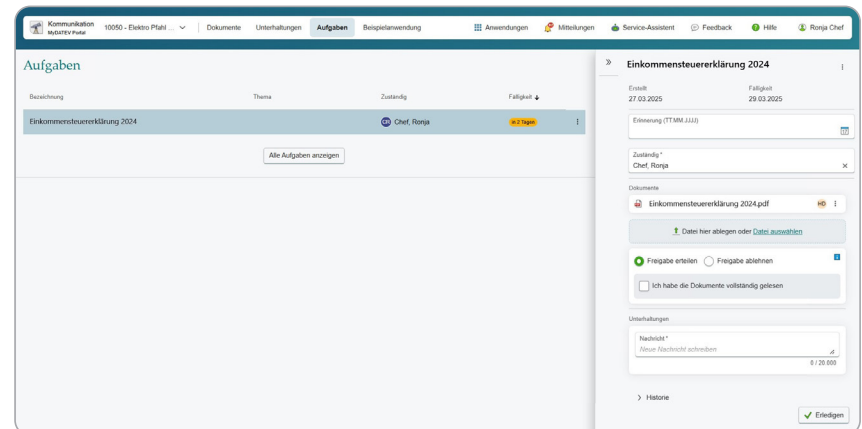 Kommunikation
MyDATEV Portal
10050 - Elektro Pfahl ...
Dokumente
Unterhaltungen
Aufgaben
Beispielanwendung
Anwendungen
Mitteilungen
Service-Assistent
Feedback
Hilfe
Ronja Chef
Aufgaben
Bezeichnung
Thema
Zuständig
Fälligkeit
Einkommensteuererklärung 2024
CR
Chef, Ronja
in 2 Tagen
Alle Aufgaben anzeigen
Einkommensteuererklärung 2024
Erstellt
Fälligkeit
27.03.2025
29.03.2025
Erinnerung (TT.MM.JJJJ)
Zuständig *
Chef, Ronja
Dokumente
Einkommensteuererklärung 2024.pdf
HD
Datei hier ablegen oder Datei auswählen
Freigabe erteilen
Freigabe ablehnen
Ich habe die Dokumente vollständig gelesen
Unterhaltungen
Nachricht *
Neue Nachricht schreiben
0 / 20.000
Historie
Erledigen